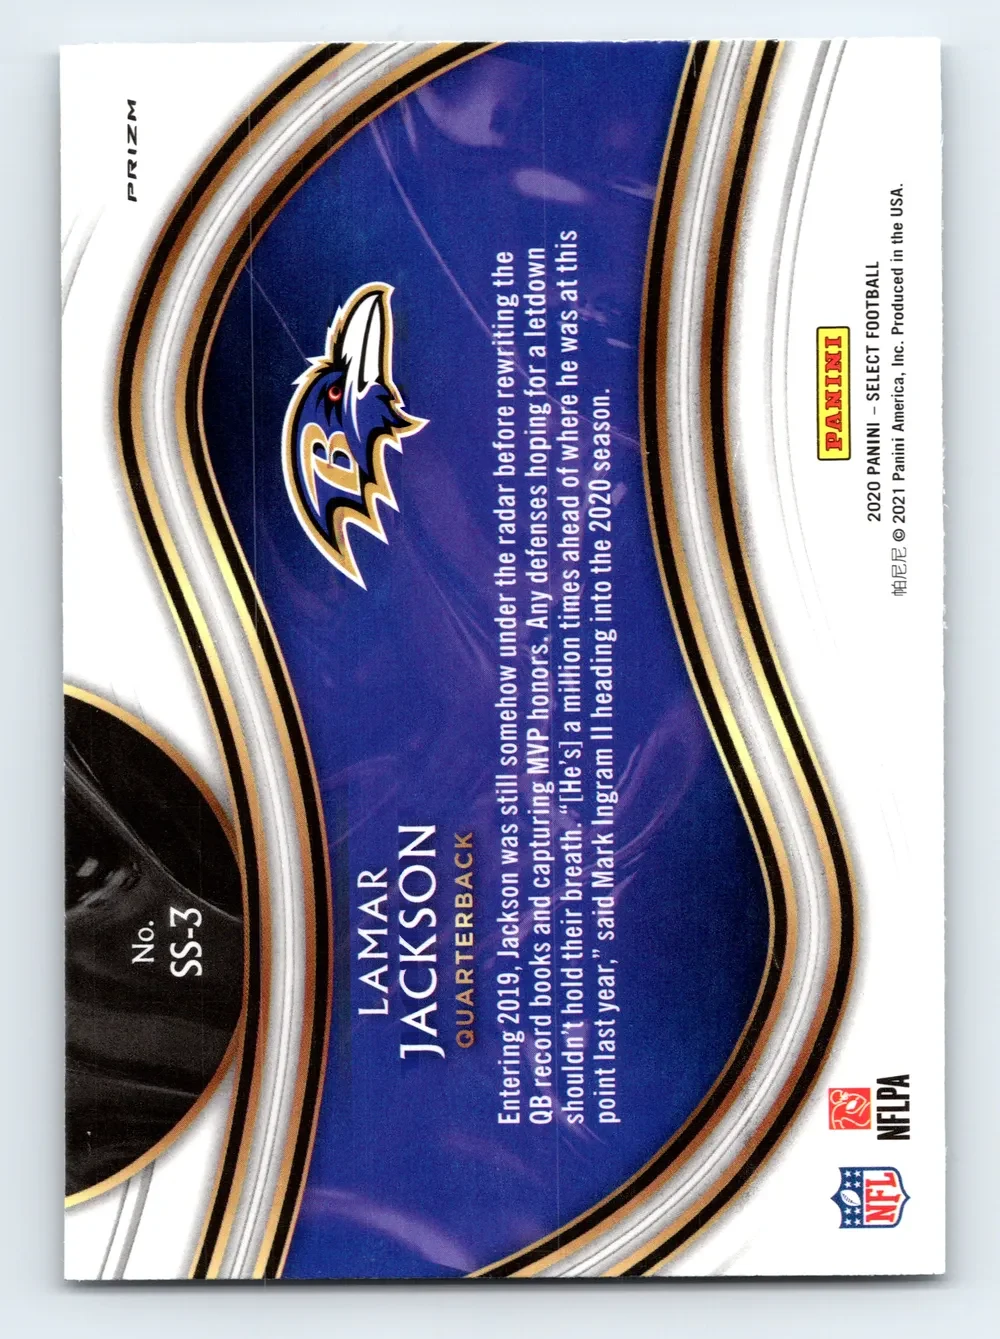 PRIZM
No.
SS-3
LAMAR
JACKSON
QUARTERBACK
Entering 2019, Jackson was still somehow under the radar before rewriting the
QB record books and capturing MVP honors. Any defenses hoping for a letdown
shouldn't hold their breath. "[He's] a million times ahead of where he was at this
point last year," said Mark Ingram II heading into the 2020 season.
B
PANINI
2020 PANINI – SELECT FOOTBALL
帕尼尼 © 2021 Panini America, Inc. Produced in the USA.
NFL
NFLPA